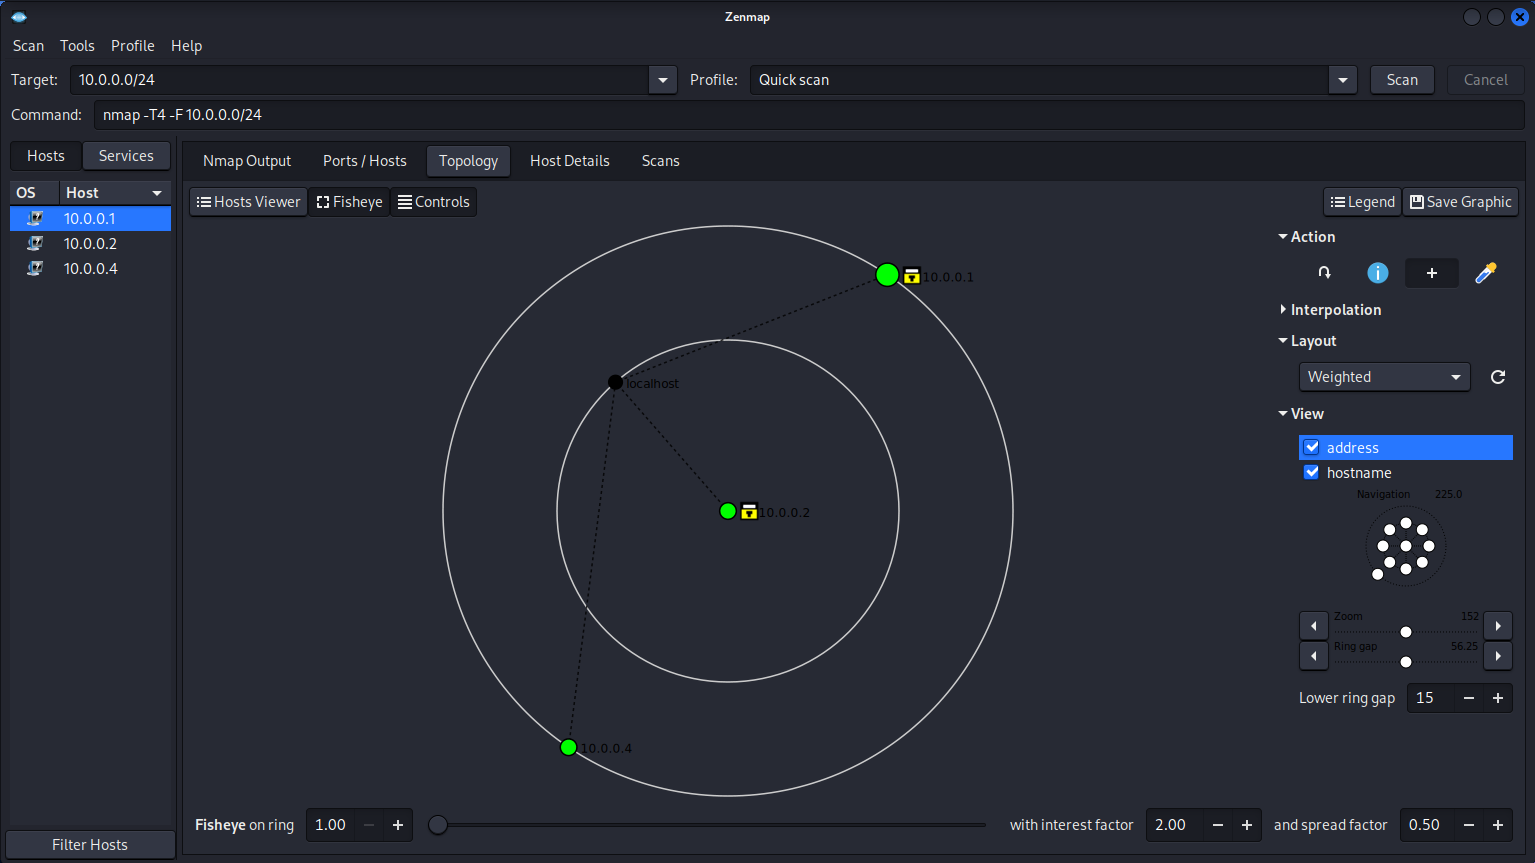 Zenmap
Scan Tools Profile Help
Target: 10.0.0.0/24 Profile: Quick scan Scan Cancel
Command: nmap -T4 -F 10.0.0.0/24
Hosts Services
Nmap Output Ports / Hosts Topology Host Details Scans
OS Host
10.0.0.1
10.0.0.2
10.0.0.4
Filter Hosts
Hosts Viewer Fisheye Controls Legend Save Graphic
10.0.0.1
localhost
10.0.0.2
10.0.0.4
Action
Interpolation
Layout
Weighted
View
address
hostname
Navigation 225.0
Zoom 152
Ring gap 56.25
Lower ring gap 15
Fisheye on ring 1.00 with interest factor 2.00 and spread factor 0.50